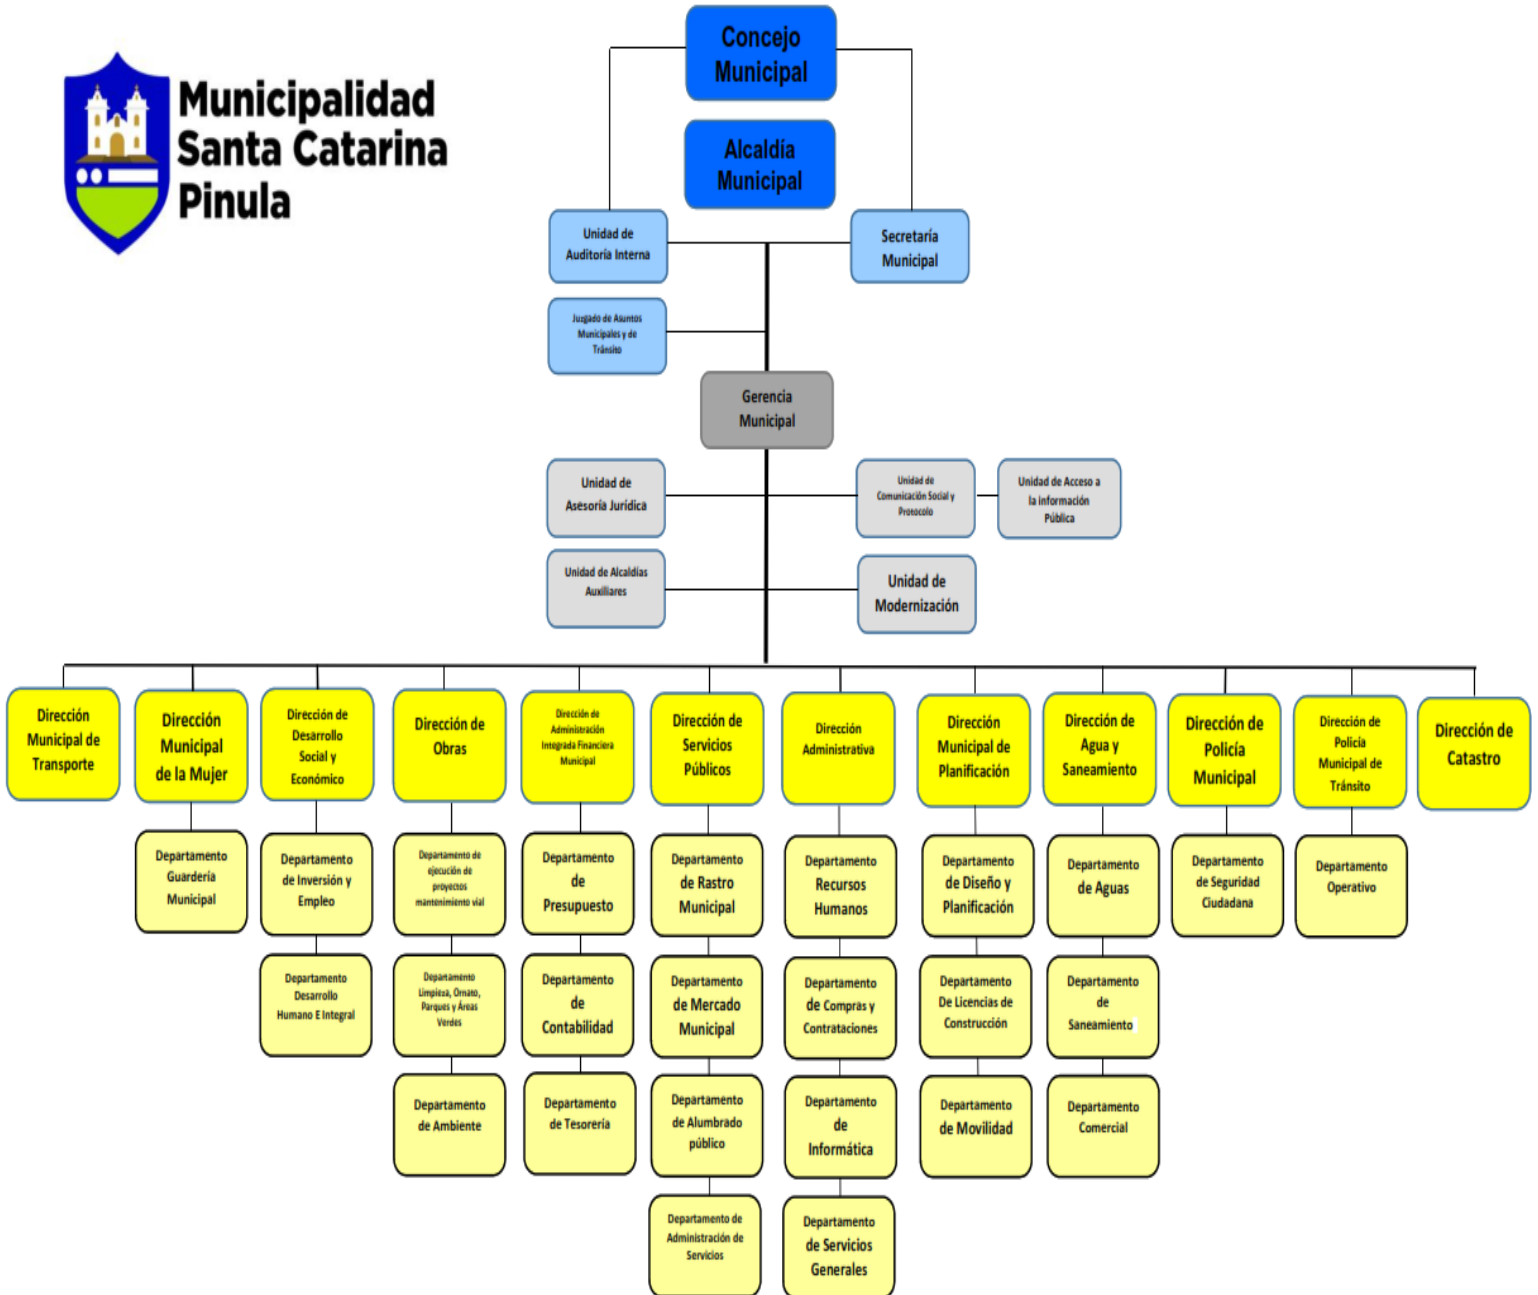 Municipalidad
Santa Catarina
Pinula
Concejo
Municipal
Alcaldía
Municipal
Unidad de
Auditoría Interna
Secretaría
Municipal
Juzgado de Asuntos
Municipales y de
Tránsito
Gerencia
Municipal
Unidad de
Asesoría Jurídica
Unidad de
Comunicación Social y
Protocolo
Unidad de Acceso a
la información
Pública
Unidad de Alcaldías
Auxiliares
Unidad de
Modernización
Dirección
Municipal de
Transporte
Dirección
Municipal
de la Mujer
Dirección de
Desarrollo
Social y
Económico
Dirección de
Obras
Dirección de
Administración
Integrada Financiera
Municipal
Dirección de
Servicios
Públicos
Dirección
Administrativa
Dirección
Municipal de
Planificación
Dirección de
Agua y
Saneamiento
Dirección de
Policía
Municipal
Dirección de
Policía
Municipal de
Tránsito
Dirección de
Catastro
Departamento
Guardería
Municipal
Departamento
de Inversión y
Empleo
Departamento de
ejecución de
proyectos
mantenimiento vial
Departamento
de
Presupuesto
Departamento
de Rastro
Municipal
Departamento
Recursos
Humanos
Departamento
de Diseño y
Planificación
Departamento
de Aguas
Departamento
de Seguridad
Ciudadana
Departamento
Operativo
Departamento
Desarrollo
Humano E Integral
Departamento
Limpieza, Ornato,
Parques y Áreas
Verdes
Departamento
de
Contabilidad
Departamento
de Mercado
Municipal
Departamento
de Compras y
Contrataciones
Departamento
De Licencias de
Construcción
Departamento
de
Saneamiento
Departamento
de Ambiente
Departamento
de Tesorería
Departamento
de Alumbrado
público
Departamento
de
Informática
Departamento
de Movilidad
Departamento
Comercial
Departamento de
Administración de
Servicios
Departamento
de Servicios
Generales